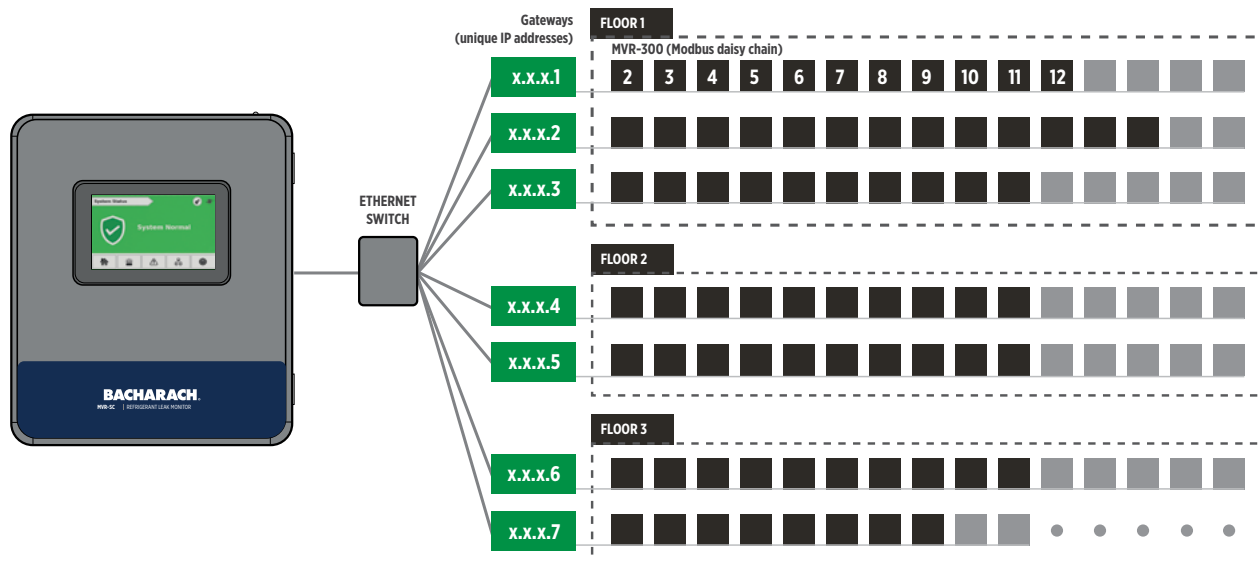 Gateways
(unique IP addresses)
FLOOR 1
MVR-300 (Modbus daisy chain)
x.x.x.1
2 3 4 5 6 7 8 9 10 11 12
x.x.x.2
x.x.x.3
ETHERNET
SWITCH
System Status
System Normal
FLOOR 2
x.x.x.4
x.x.x.5
BACHARACH.
MVR-SC | REFRIGERANT LEAK MONITOR
FLOOR 3
x.x.x.6
x.x.x.7